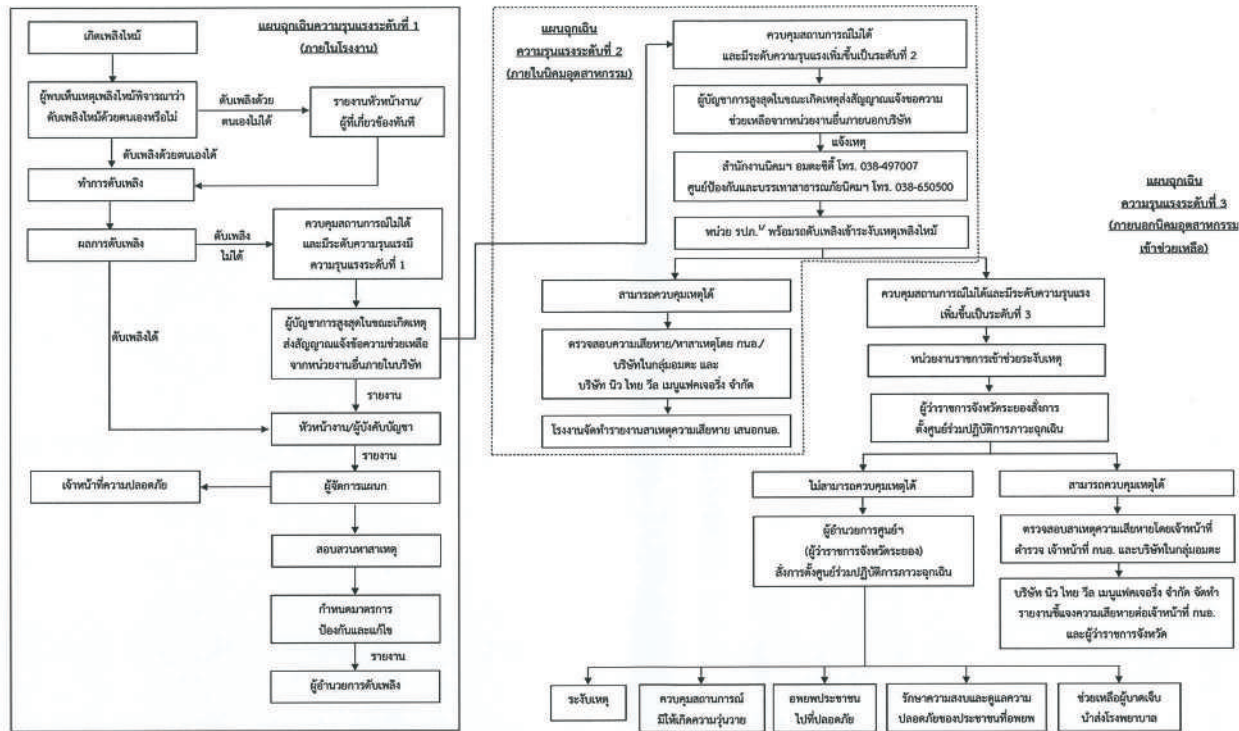 แผนฉุกเฉินความรุนแรงระดับที่ 1
(ภายในโรงงาน)
เกิดเพลิงไหม้
ผู้พบเห็นเหตุเพลิงไหม้พิจารณาว่า
ดับเพลิงไหม้ด้วยตนเองหรือไม่
ดับเพลิงด้วย
ตนเองไม่ได้
รายงานหัวหน้างาน/
ผู้ที่เกี่ยวข้องทันที
ดับเพลิงด้วยตนเองได้
ทำการดับเพลิง
ผลการดับเพลิง
ดับเพลิง
ไม่ได้
ควบคุมสถานการณ์ไม่ได้
และมีระดับความรุนแรงมี
ความรุนแรงระดับที่ 1
ดับเพลิงได้
ผู้บัญชาการสูงสุดในขณะเกิดเหตุ
ส่งสัญญาณแจ้งข้อความช่วยเหลือ
จากหน่วยงานอื่นภายในบริษัท
รายงาน
หัวหน้างาน/ผู้บังคับบัญชา
รายงาน
ผู้จัดการแผนก
เจ้าหน้าที่ความปลอดภัย
สอบสวนหาสาเหตุ
กำหนดมาตรการ
ป้องกันและแก้ไข
รายงาน
ผู้อำนวยการดับเพลิง
แผนฉุกเฉิน
ความรุนแรงระดับที่ 2
(ภายในนิคมอุตสาหกรรม)
ควบคุมสถานการณ์ไม่ได้
และมีระดับความรุนแรงเพิ่มขึ้นเป็นระดับที่ 2
ผู้บัญชาการสูงสุดในขณะเกิดเหตุส่งสัญญาณแจ้งขอความ
ช่วยเหลือจากหน่วยงานอื่นภายนอกบริษัท
แจ้งเหตุ
สำนักงานนิคมฯ อมตะซิตี้ โทร. 038-497007
ศูนย์ป้องกันและบรรเทาสาธารณภัยนิคมฯ โทร. 038-650500
หน่วย รปภ.1/ พร้อมรถดับเพลิงเข้าระงับเหตุเพลิงไหม้
สามารถควบคุมเหตุได้
ตรวจสอบความเสียหาย/หาสาเหตุโดย กนอ./
บริษัทในกลุ่มอมตะ และ
บริษัท นิว ไทย วีล เมนูแฟคเจอริ่ง จำกัด
โรงงานจัดทำรายงานสาเหตุความเสียหาย เสนอกนอ.
แผนฉุกเฉิน
ความรุนแรงระดับที่ 3
(ภายนอกนิคมอุตสาหกรรม
เข้าช่วยเหลือ)
ควบคุมสถานการณ์ไม่ได้และมีระดับความรุนแรง
เพิ่มขึ้นเป็นระดับที่ 3
หน่วยงานราชการเข้าช่วยระงับเหตุ
ผู้ว่าราชการจังหวัดระยองสั่งการ
ตั้งศูนย์ร่วมปฏิบัติการภาวะฉุกเฉิน
ไม่สามารถควบคุมเหตุได้
ผู้อำนวยการศูนย์ฯ
(ผู้ว่าราชการจังหวัดระยอง)
สั่งการตั้งศูนย์ร่วมปฏิบัติการภาวะฉุกเฉิน
สามารถควบคุมเหตุได้
ตรวจสอบสาเหตุความเสียหายโดยเจ้าหน้าที่
ตำรวจ เจ้าหน้าที่ กนอ. และบริษัทในกลุ่มอมตะ
บริษัท นิว ไทย วีล เมนูแฟคเจอริ่ง จำกัด จัดทำ
รายงานชี้แจงความเสียหายต่อเจ้าหน้าที่ กนอ.
และผู้ว่าราชการจังหวัด
ระงับเหตุ
ควบคุมสถานการณ์
มิให้เกิดความวุ่นวาย
อพยพประชาชน
ไปที่ปลอดภัย
รักษาความสงบและดูแลความ
ปลอดภัยของประชาชนที่อพยพ
ช่วยเหลือผู้บาดเจ็บ
นำส่งโรงพยาบาล